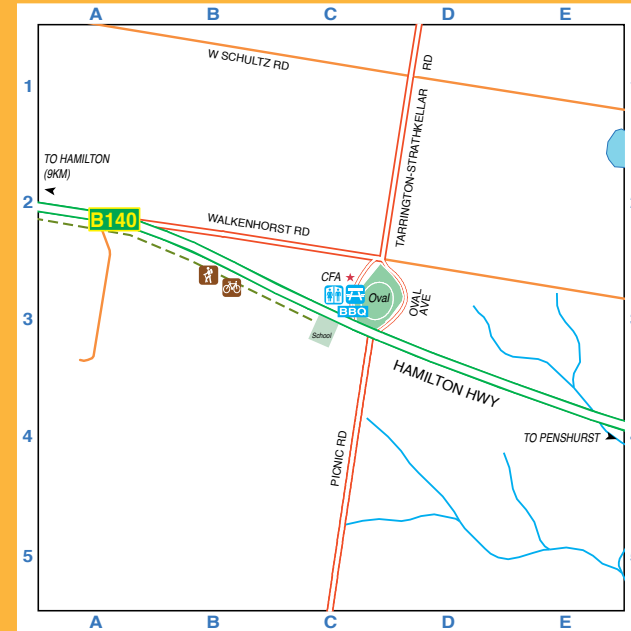 A B C D E
1
W SCHULTZ RD
RD
TARRINGTON-STRATHKELLAR
TO HAMILTON
(9KM)
2
B140
WALKENHORST RD
CFA
Oval
OVAL
AVE
BBQ
3
School
HAMILTON HWY
PICNIC RD
4
TO PENSHURST
5
A B C D E